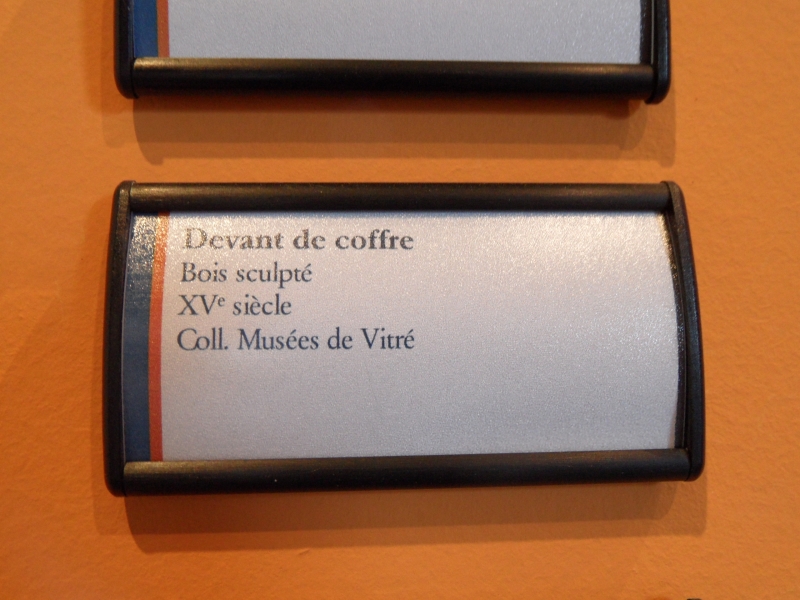 Devant de coffre
Bois sculpté
XVe siècle
Coll. Musées de Vitré